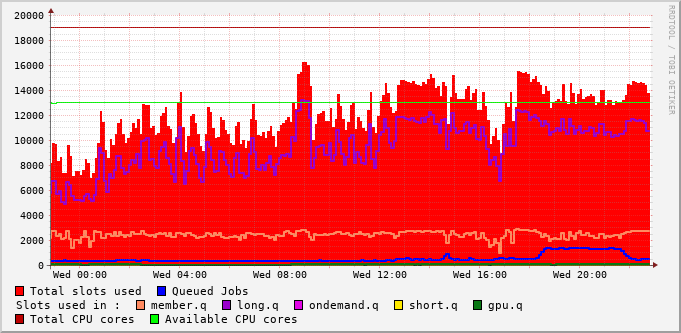 20000
18000
16000
14000
12000
10000
8000
6000
4000
2000
0
Wed 00:00 Wed 04:00 Wed 08:00 Wed 12:00 Wed 16:00 Wed 20:00
Total slots used Queued Jobs
Slots used in : member.q long.q ondemand.q short.q gpu.q
Total CPU cores Available CPU cores
RRDTOOL / TOBI OETIKER